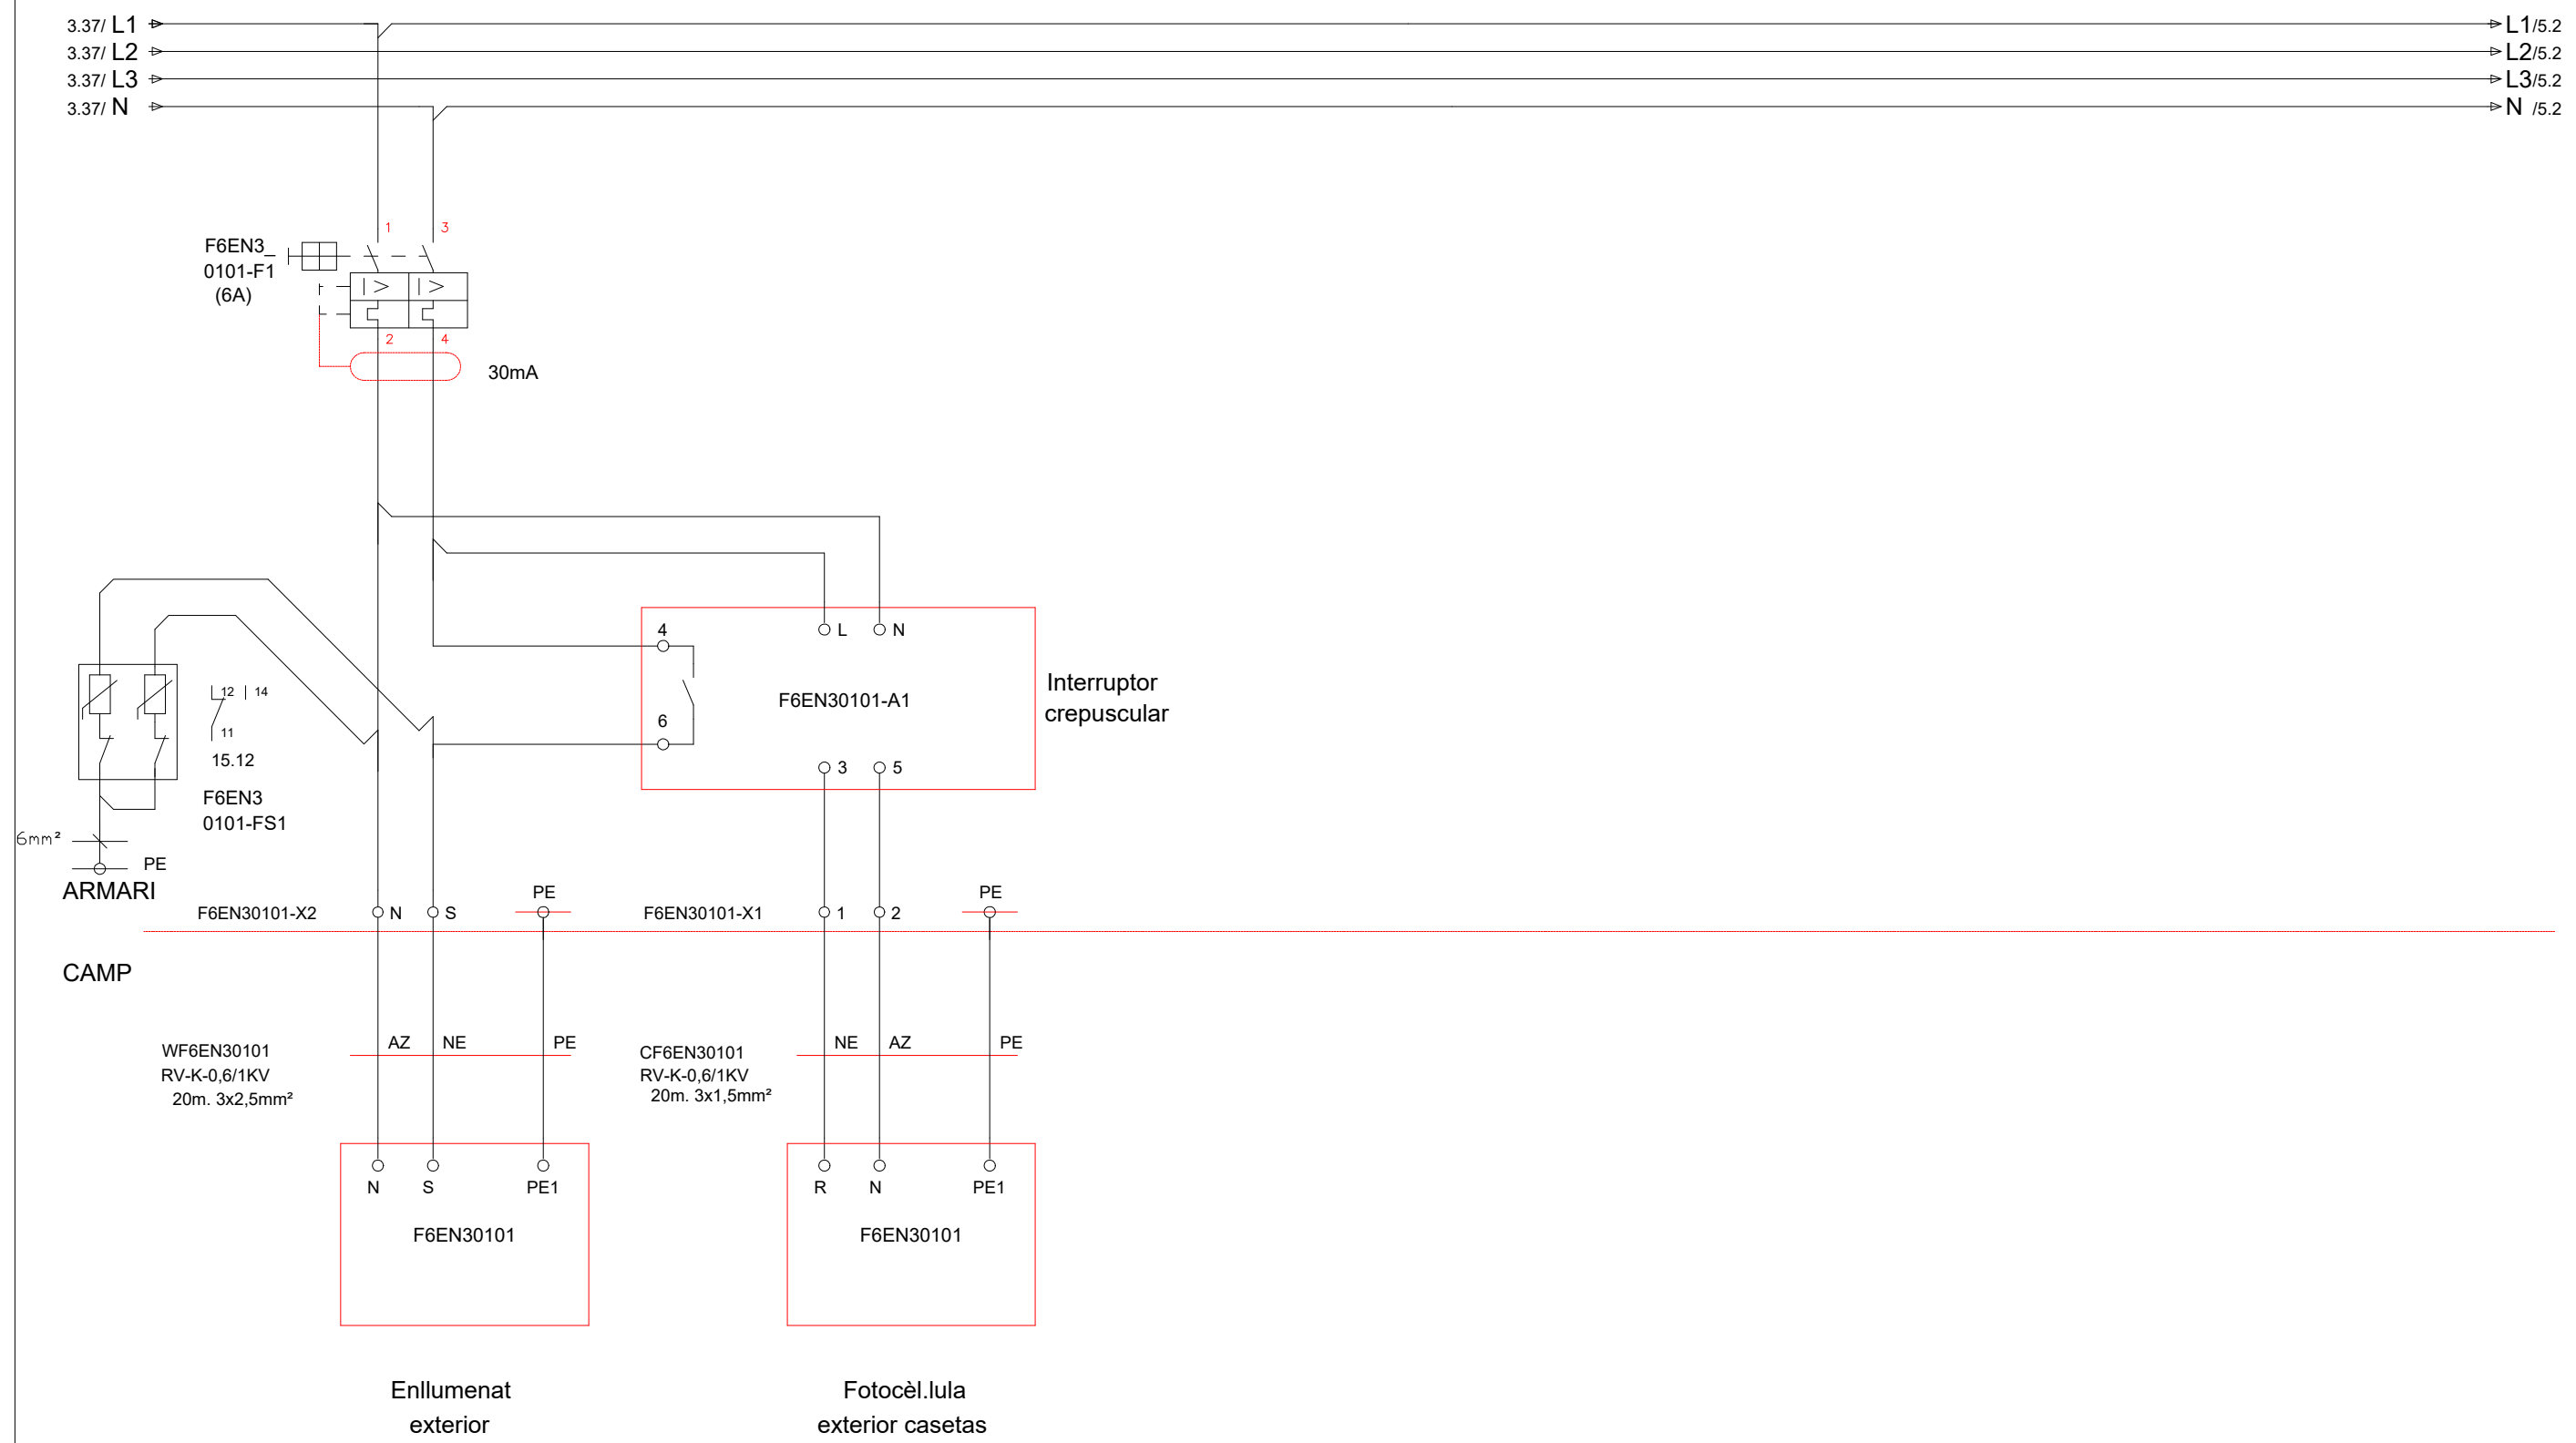 3.37/ L1 L1/5.2
3.37/ L2 L2/5.2
3.37/ L3 L3/5.2
3.37/ N N /5.2
1 3
F6EN3_
0101-F1
(6A)
I > I >
2 4
30mA
4 L N
F6EN30101-A1
Interruptor
crepuscular
6
3 5
12 14
11
15.12
F6EN3
0101-FS1
6mm²
PE
ARMARI
F6EN30101-X2 N S PE F6EN30101-X1 1 2 PE
CAMP
AZ NE PE NE AZ PE
WF6EN30101
RV-K-0,6/1KV
20m. 3x2,5mm²
CF6EN30101
RV-K-0,6/1KV
20m. 3x1,5mm²
N S PE1 R N PE1
F6EN30101 F6EN30101
Enllumenat
exterior
Fotocèl.lula
exterior casetas